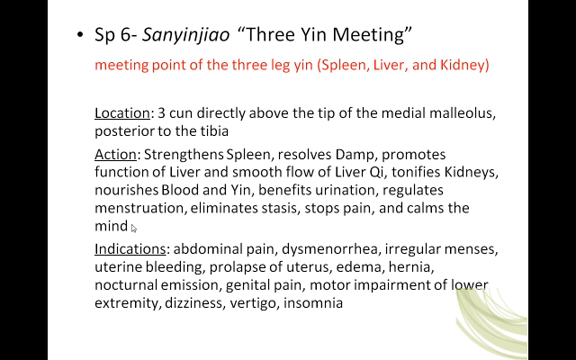 • Sp 6- Sanyinjiao “Three Yin Meeting”
meeting point of the three leg yin (Spleen, Liver, and Kidney)
Location: 3 cun directly above the tip of the medial malleolus,
posterior to the tibia
Action: Strengthens Spleen, resolves Damp, promotes
function of Liver and smooth flow of Liver Qi, tonifies Kidneys,
nourishes Blood and Yin, benefits urination, regulates
menstruation, eliminates stasis, stops pain, and calms the
mind
Indications: abdominal pain, dysmenorrhea, irregular menses,
uterine bleeding, prolapse of uterus, edema, hernia,
nocturnal emission, genital pain, motor impairment of lower
extremity, dizziness, vertigo, insomnia